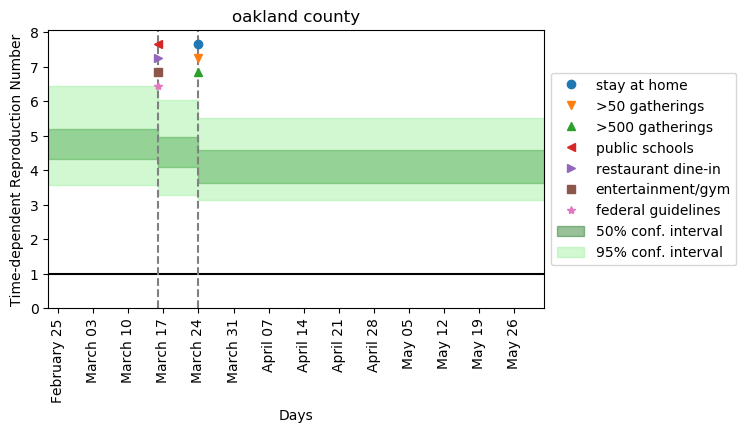 oakland county
Time-dependent Reproduction Number
8
7
6
5
4
3
2
1
0
February 25
March 03
March 10
March 17
March 24
March 31
April 07
April 14
April 21
April 28
May 05
May 12
May 19
May 26
Days
stay at home
>50 gatherings
>500 gatherings
public schools
restaurant dine-in
entertainment/gym
federal guidelines
50% conf. interval
95% conf. interval